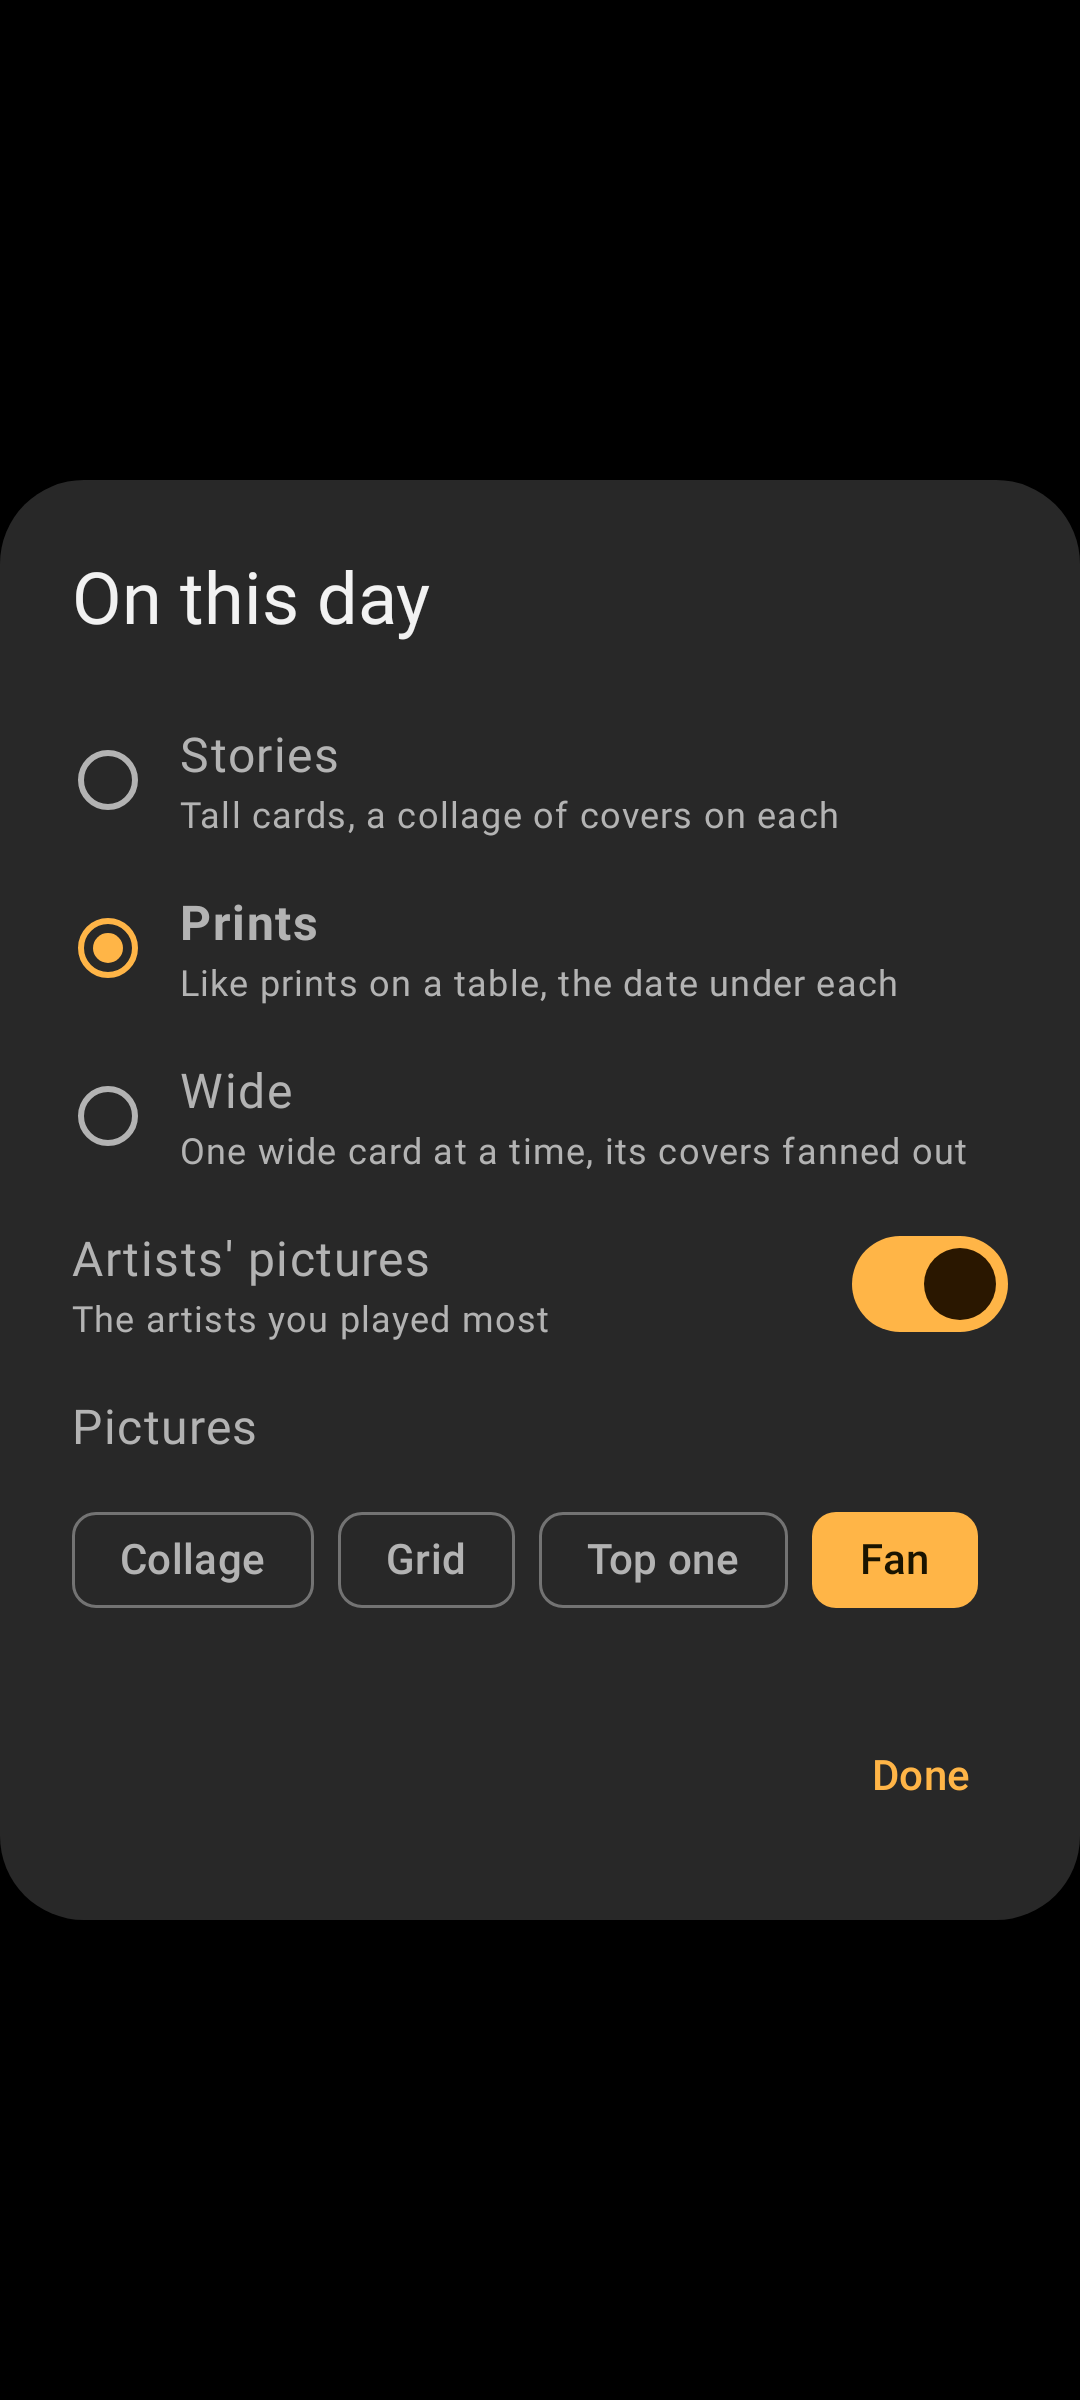 On this day
Stories
Tall cards, a collage of covers on each
Prints
Like prints on a table, the date under each
Wide
One wide card at a time, its covers fanned out
Artists' pictures
The artists you played most
Pictures
Collage
Grid
Top one
Fan
Done